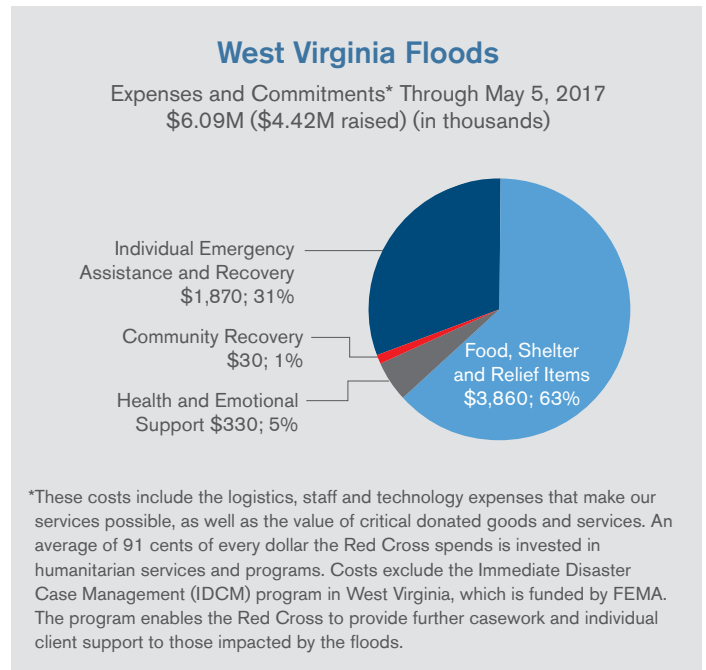 West Virginia Floods
Expenses and Commitments* Through May 5, 2017
$6.09M ($4.42M raised) (in thousands)
Individual Emergency
Assistance and Recovery
$1,870; 31%
Community Recovery
$30; 1%
Health and Emotional
Support $330; 5%
Food, Shelter
and Relief Items
$3,860; 63%
*These costs include the logistics, staff and technology expenses that make our
services possible, as well as the value of critical donated goods and services. An
average of 91 cents of every dollar the Red Cross spends is invested in
humanitarian services and programs. Costs exclude the Immediate Disaster
Case Management (IDCM) program in West Virginia, which is funded by FEMA.
The program enables the Red Cross to provide further casework and individual
client support to those impacted by the floods.